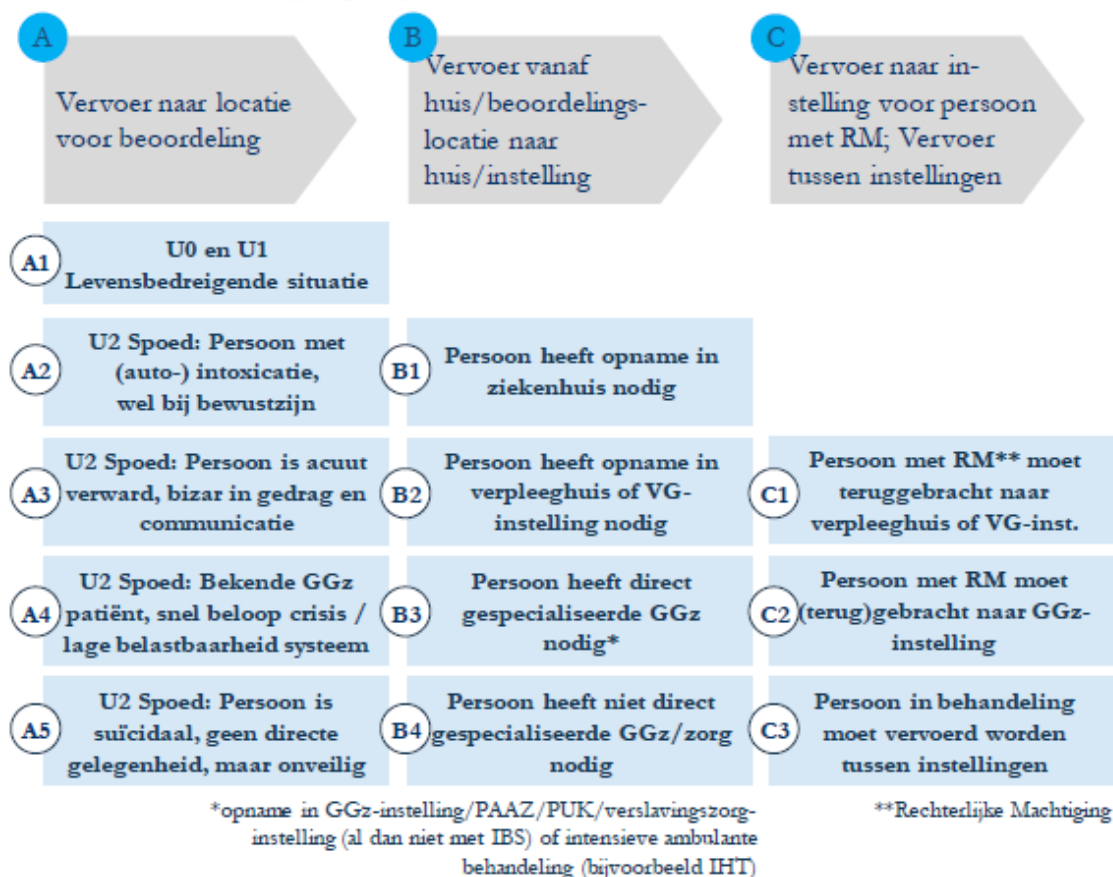 A
Vervoer naar locatie
voor beoordeling
B
Vervoer vanaf
huis/beoordelings-
locatie naar
huis/instelling
C
Vervoer naar in-
stelling voor persoon
met RM; Vervoer
tussen instellingen
A1
U0 en U1
Levensbedreigende situatie
A2
U2 Spoed: Persoon met
(auto-) intoxicatie,
wel bij bewustzijn
B1
Persoon heeft opname in
ziekenhuis nodig
A3
U2 Spoed: Persoon is acuut
verward, bizar in gedrag en
communicatie
B2
Persoon heeft opname in
verpleeghuis of VG-
instelling nodig
C1
Persoon met RM** moet
teruggebracht naar
verpleeghuis of VG-inst.
A4
U2 Spoed: Bekende GGz
patiënt, snel beloop crisis /
lage belastbaarheid systeem
B3
Persoon heeft direct
gespecialiseerde GGz
nodig*
C2
Persoon met RM moet
(terug)gebracht naar GGz-
instelling
A5
U2 Spoed: Persoon is
suïcidaal, geen directe
gelegenheid, maar onveilig
B4
Persoon heeft niet direct
gespecialiseerde GGz/zorg
nodig
C3
Persoon in behandeling
moet vervoerd worden
tussen instellingen
*opname in GGz-instelling/PAAZ/PUK/verslavingszorg-
instelling (al dan niet met IBS) of intensieve ambulante
behandeling (bijvoorbeeld IHT)
**Rechterlijke Machtiging